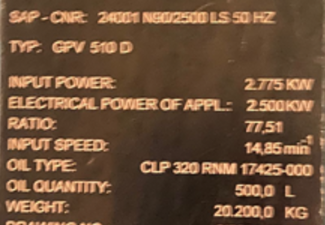 SAP - CNR: 24001 N90/2500 LS 50 HZ
TYP: GPV 510 D
INPUT POWER: 2.775 KW
ELECTRICAL POWER OF APPL.: 2.500 KW
RATIO: 77,51
INPUT SPEED: 14,85 min⁻¹
OIL TYPE: CLP 320 RNM 17425-000
OIL QUANTITY: 500,0 L
WEIGHT: 20.200,0 KG